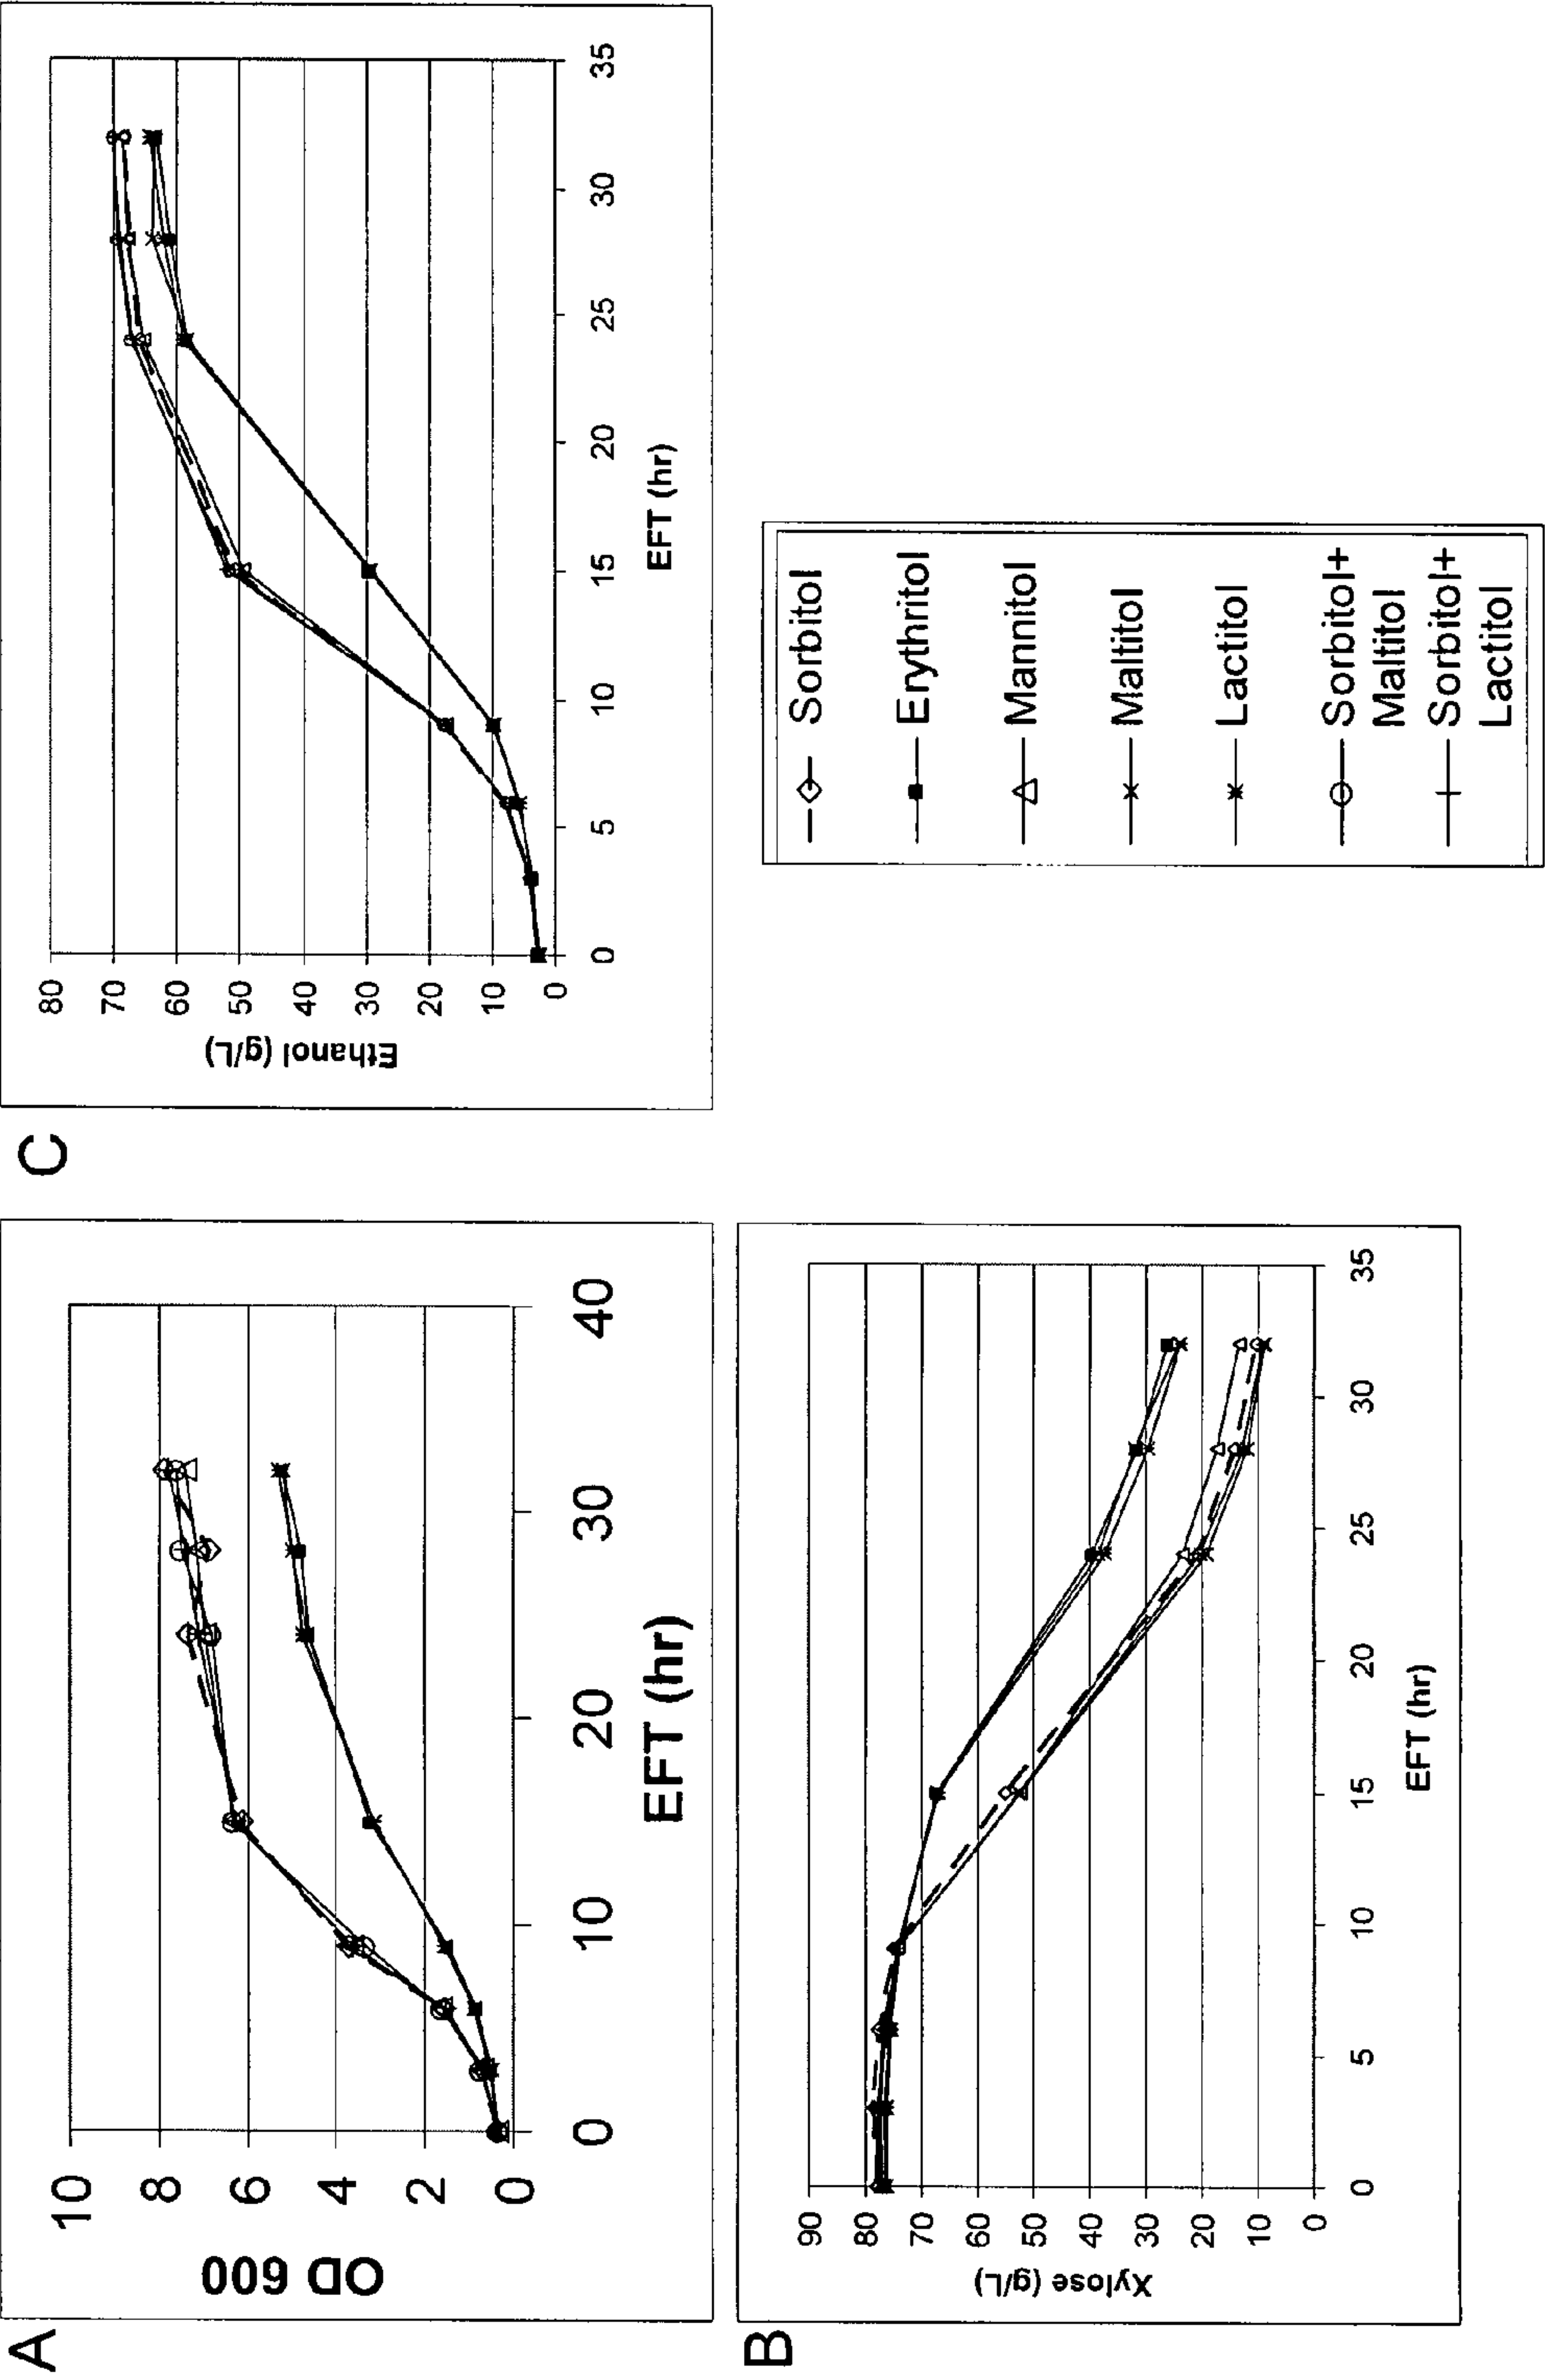 A
OD 600
10
8
6
4
2
0
0
10
20
30
40
EFT (hr)
B
Xylose (g/L)
90
80
70
60
50
40
30
20
10
0
0
5
10
15
20
25
30
35
EFT (hr)
C
Ethanol (g/L)
80
70
60
50
40
30
20
10
0
0
5
10
15
20
25
30
35
EFT (hr)
Sorbitol
Erythritol
Mannitol
Maltitol
Lactitol
Sorbitol+
Maltitol
Sorbitol+
Lactitol